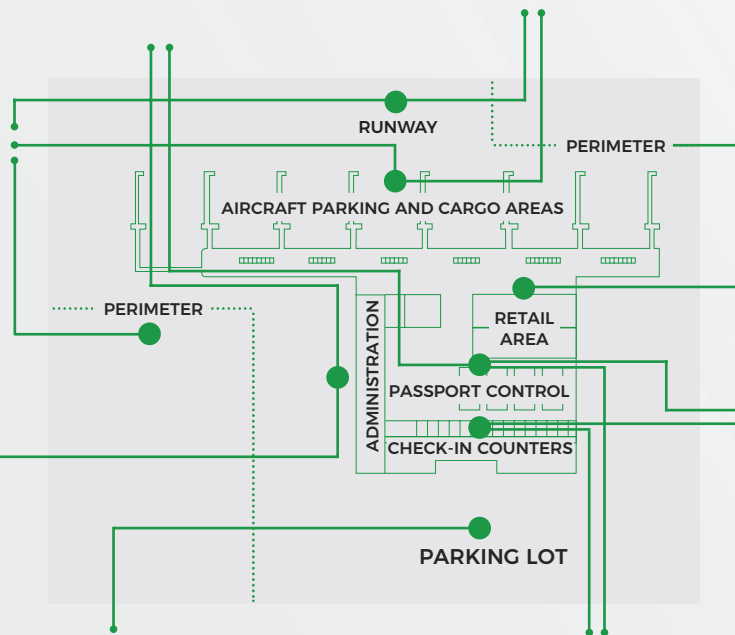 RUNWAY
PERIMETER
AIRCRAFT PARKING AND CARGO AREAS
PERIMETER
RETAIL
AREA
ADMINISTRATION
PASSPORT CONTROL
CHECK-IN COUNTERS
PARKING LOT